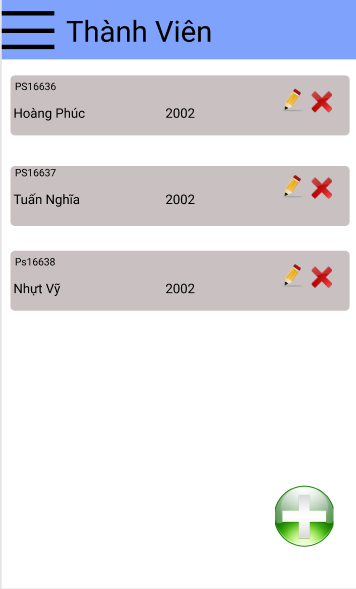 Thành Viên
PS16636
Hoàng Phúc 2002
PS16637
Tuấn Nghĩa 2002
Ps16638
Nhựt Vỹ 2002